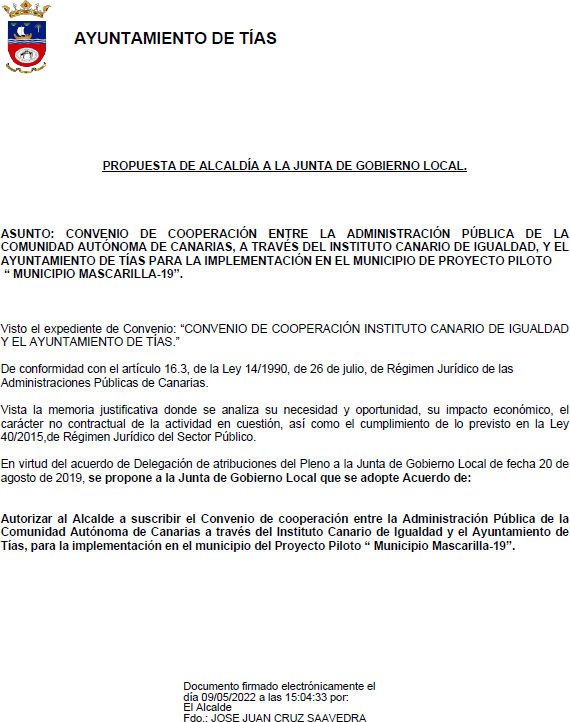 AYUNTAMIENTO DE TÍAS
PROPUESTA DE ALCALDÍA A LA JUNTA DE GOBIERNO LOCAL.
ASUNTO: CONVENIO DE COOPERACIÓN ENTRE LA ADMINISTRACIÓN PÚBLICA DE LA
COMUNIDAD AUTÓNOMA DE CANARIAS, A TRAVÉS DEL INSTITUTO CANARIO DE IGUALDAD, Y EL
AYUNTAMIENTO DE TÍAS PARA LA IMPLEMENTACIÓN EN EL MUNICIPIO DE PROYECTO PILOTO
“ MUNICIPIO MASCARILLA-19”.
Visto el expediente de Convenio: “CONVENIO DE COOPERACIÓN INSTITUTO CANARIO DE IGUALDAD
Y EL AYUNTAMIENTO DE TÍAS.”
De conformidad con el artículo 16.3, de la Ley 14/1990, de 26 de julio, de Régimen Jurídico de las
Administraciones Públicas de Canarias.
Vista la memoria justificativa donde se analiza su necesidad y oportunidad, su impacto económico, el
carácter no contractual de la actividad en cuestión, así como el cumplimiento de lo previsto en la Ley
40/2015,de Régimen Jurídico del Sector Público.
En virtud del acuerdo de Delegación de atribuciones del Pleno a la Junta de Gobierno Local de fecha 20 de
agosto de 2019, se propone a la Junta de Gobierno Local que se adopte Acuerdo de:
Autorizar al Alcalde a suscribir el Convenio de cooperación entre la Administración Pública de la
Comunidad Autónoma de Canarias a través del Instituto Canario de Igualdad y el Ayuntamiento de
Tías, para la implementación en el municipio del Proyecto Piloto “ Municipio Mascarilla-19”.
Documento firmado electrónicamente el
día 09/05/2022 a las 15:04:33 por:
El Alcalde
Fdo.: JOSE JUAN CRUZ SAAVEDRA